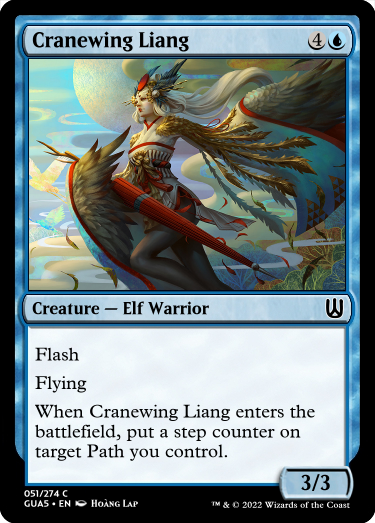 Cranewing Liang 4
Creature — Elf Warrior
Flash
Flying
When Cranewing Liang enters the
battlefield, put a step counter on
target Path you control.
3/3
051/274 C
GUA5 • EN Hoàng Lap ™ & © 2022 Wizards of the Coast